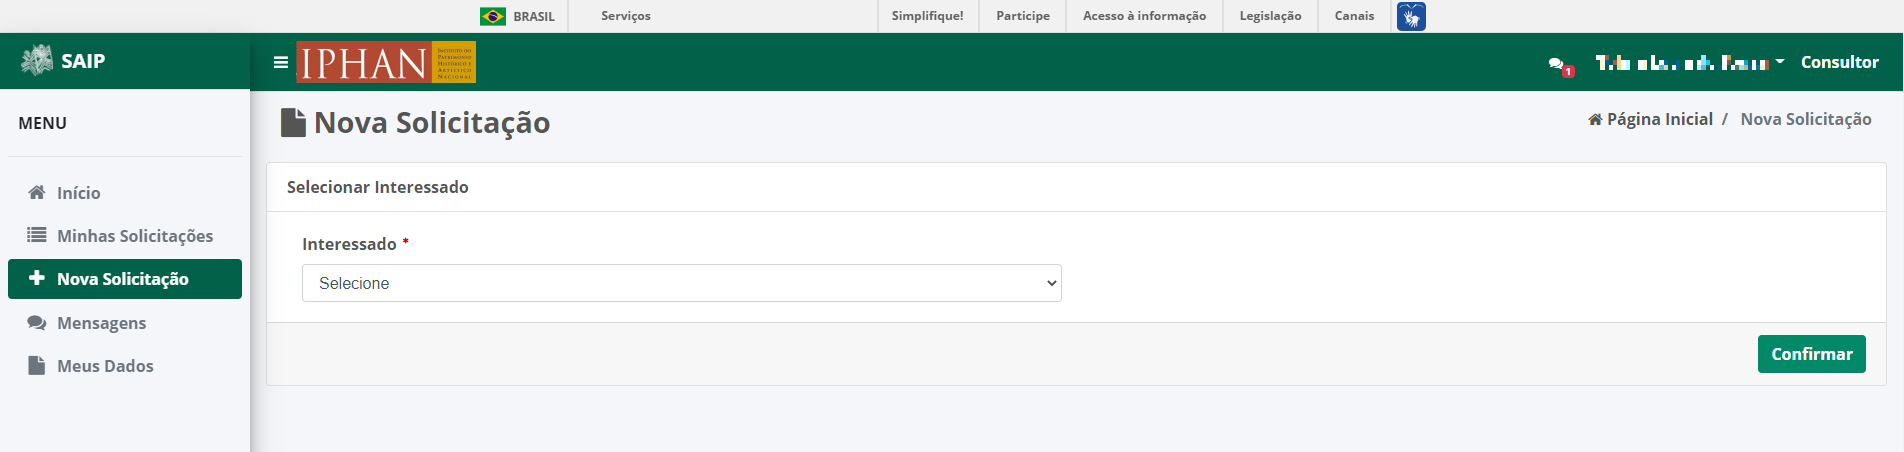 BRASIL Serviços Simplifique! Participe Acesso à informação Legislação Canais
SAIP
IPHAN
INSTITUTO DO
PATRIMÔNIO
HISTÓRICO E
ARTÍSTICO
NACIONAL
1
Consultor
MENU
Início
Minhas Solicitações
Nova Solicitação
Mensagens
Meus Dados
Nova Solicitação
Página Inicial / Nova Solicitação
Selecionar Interessado
Interessado *
Selecione
Confirmar